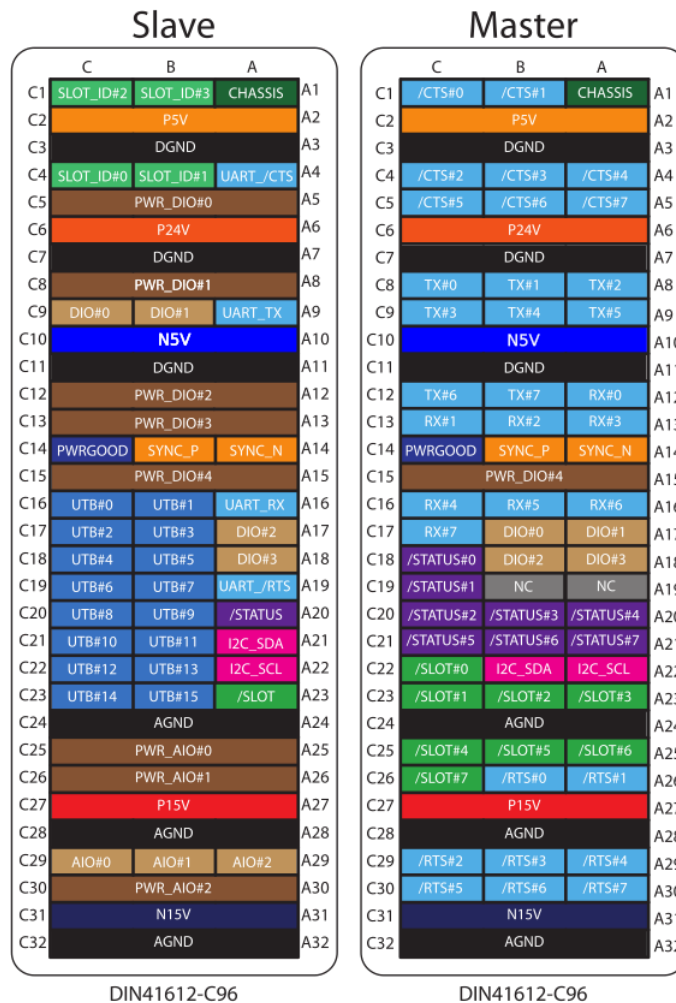 Slave Master
C B A C B A
C1 SLOT_ID#2 SLOT_ID#3 CHASSIS A1 C1 /CTS#0 /CTS#1 CHASSIS A1
C2 P5V A2 C2 P5V A2
C3 DGND A3 C3 DGND A3
C4 SLOT_ID#0 SLOT_ID#1 UART_/CTS A4 C4 /CTS#2 /CTS#3 /CTS#4 A4
C5 PWR_DIO#0 A5 C5 /CTS#5 /CTS#6 /CTS#7 A5
C6 P24V A6 C6 P24V A6
C7 DGND A7 C7 DGND A7
C8 PWR_DIO#1 A8 C8 TX#0 TX#1 TX#2 A8
C9 DIO#0 DIO#1 UART_TX A9 C9 TX#3 TX#4 TX#5 A9
C10 N5V A10 C10 N5V A10
C11 DGND A11 C11 DGND A11
C12 PWR_DIO#2 A12 C12 TX#6 TX#7 RX#0 A12
C13 PWR_DIO#3 A13 C13 RX#1 RX#2 RX#3 A13
C14 PWRGOOD SYNC_P SYNC_N A14 C14 PWRGOOD SYNC_P SYNC_N A14
C15 PWR_DIO#4 A15 C15 PWR_DIO#4 A15
C16 UTB#0 UTB#1 UART_RX A16 C16 RX#4 RX#5 RX#6 A16
C17 UTB#2 UTB#3 DIO#2 A17 C17 RX#7 DIO#0 DIO#1 A17
C18 UTB#4 UTB#5 DIO#3 A18 C18 /STATUS#0 DIO#2 DIO#3 A18
C19 UTB#6 UTB#7 UART_/RTS A19 C19 /STATUS#1 NC NC A19
C20 UTB#8 UTB#9 /STATUS A20 C20 /STATUS#2 /STATUS#3 /STATUS#4 A20
C21 UTB#10 UTB#11 I2C_SDA A21 C21 /STATUS#5 /STATUS#6 /STATUS#7 A21
C22 UTB#12 UTB#13 I2C_SCL A22 C22 /SLOT#0 I2C_SDA I2C_SCL A22
C23 UTB#14 UTB#15 /SLOT A23 C23 /SLOT#1 /SLOT#2 /SLOT#3 A23
C24 AGND A24 C24 AGND A24
C25 PWR_AIO#0 A25 C25 /SLOT#4 /SLOT#5 /SLOT#6 A25
C26 PWR_AIO#1 A26 C26 /SLOT#7 /RTS#0 /RTS#1 A26
C27 P15V A27 C27 P15V A27
C28 AGND A28 C28 AGND A28
C29 AIO#0 AIO#1 AIO#2 A29 C29 /RTS#2 /RTS#3 /RTS#4 A29
C30 PWR_AIO#2 A30 C30 /RTS#5 /RTS#6 /RTS#7 A30
C31 N15V A31 C31 N15V A31
C32 AGND A32 C32 AGND A32
DIN41612-C96 DIN41612-C96